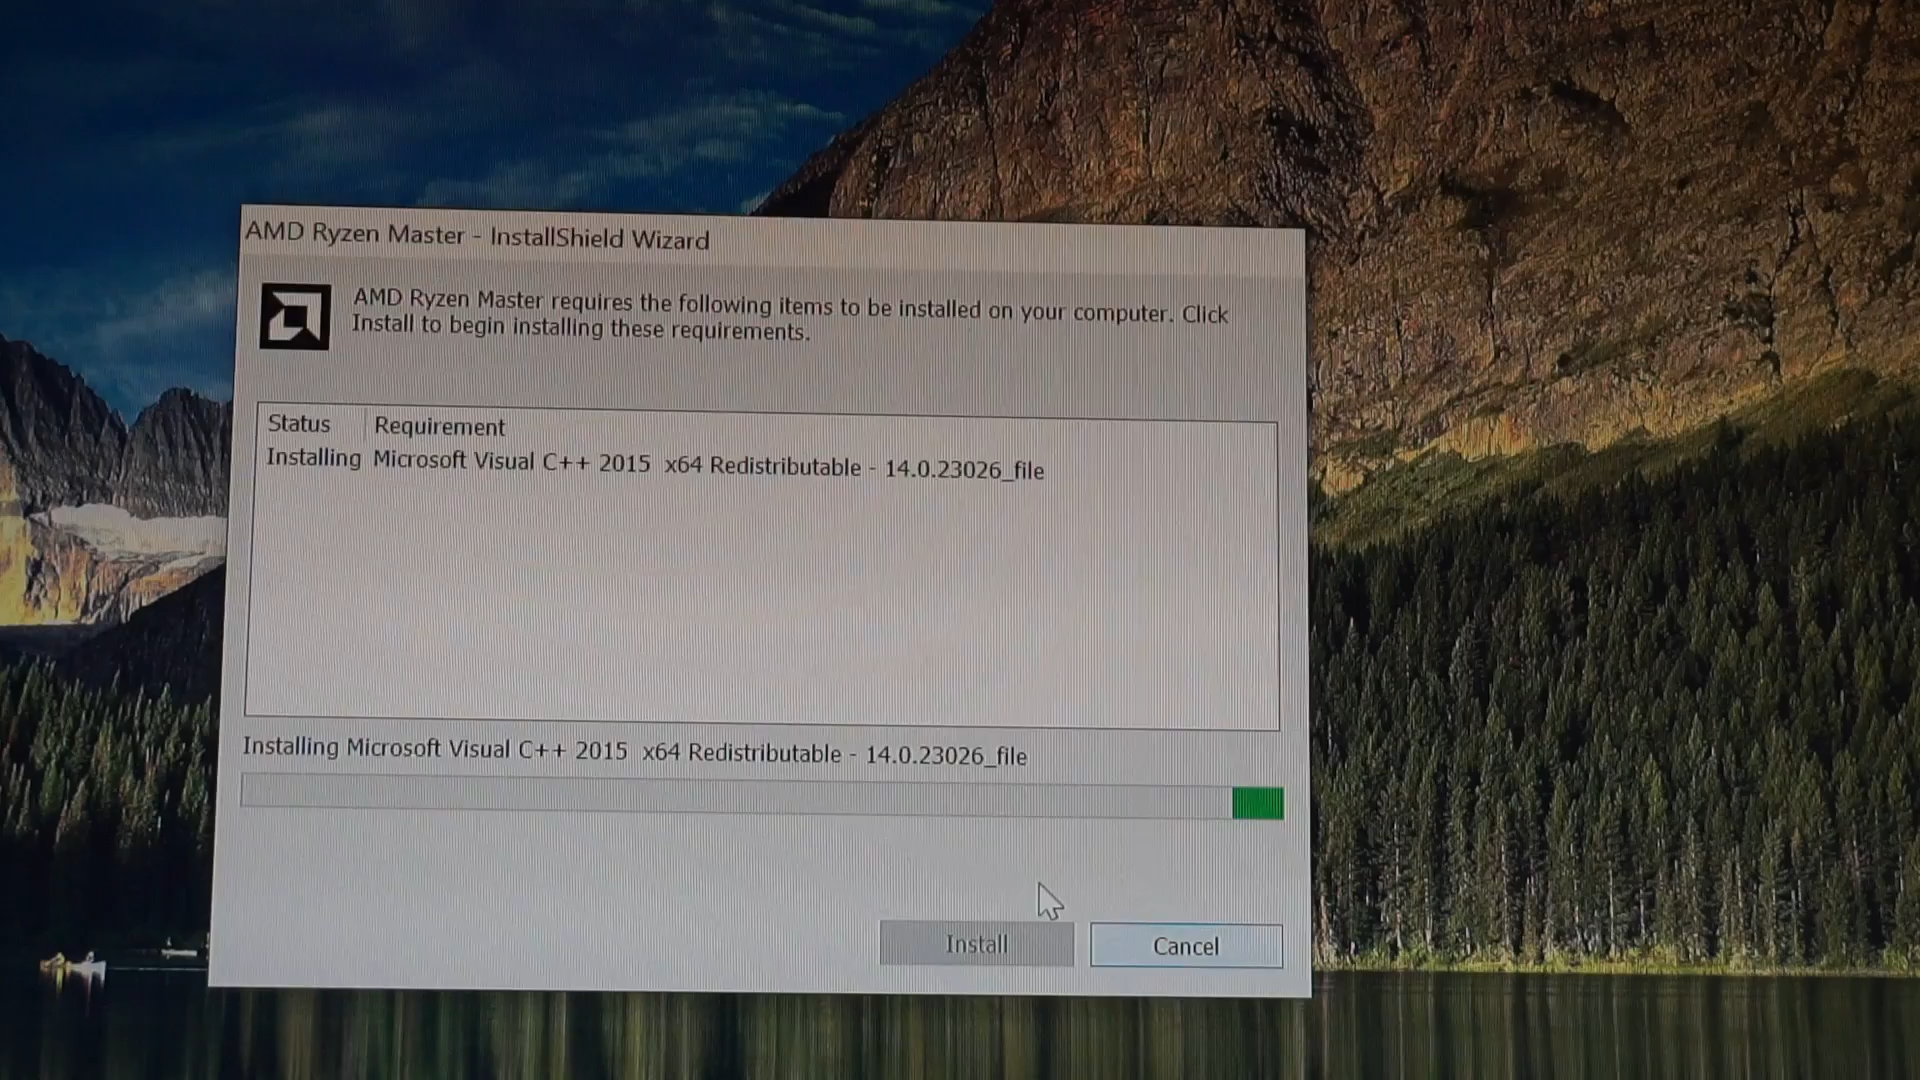 AMD Ryzen Master - InstallShield Wizard
AMD Ryzen Master requires the following items to be installed on your computer. Click
Install to begin installing these requirements.
Status Requirement
Installing Microsoft Visual C++ 2015 x64 Redistributable - 14.0.23026_file
Installing Microsoft Visual C++ 2015 x64 Redistributable - 14.0.23026_file
Install Cancel